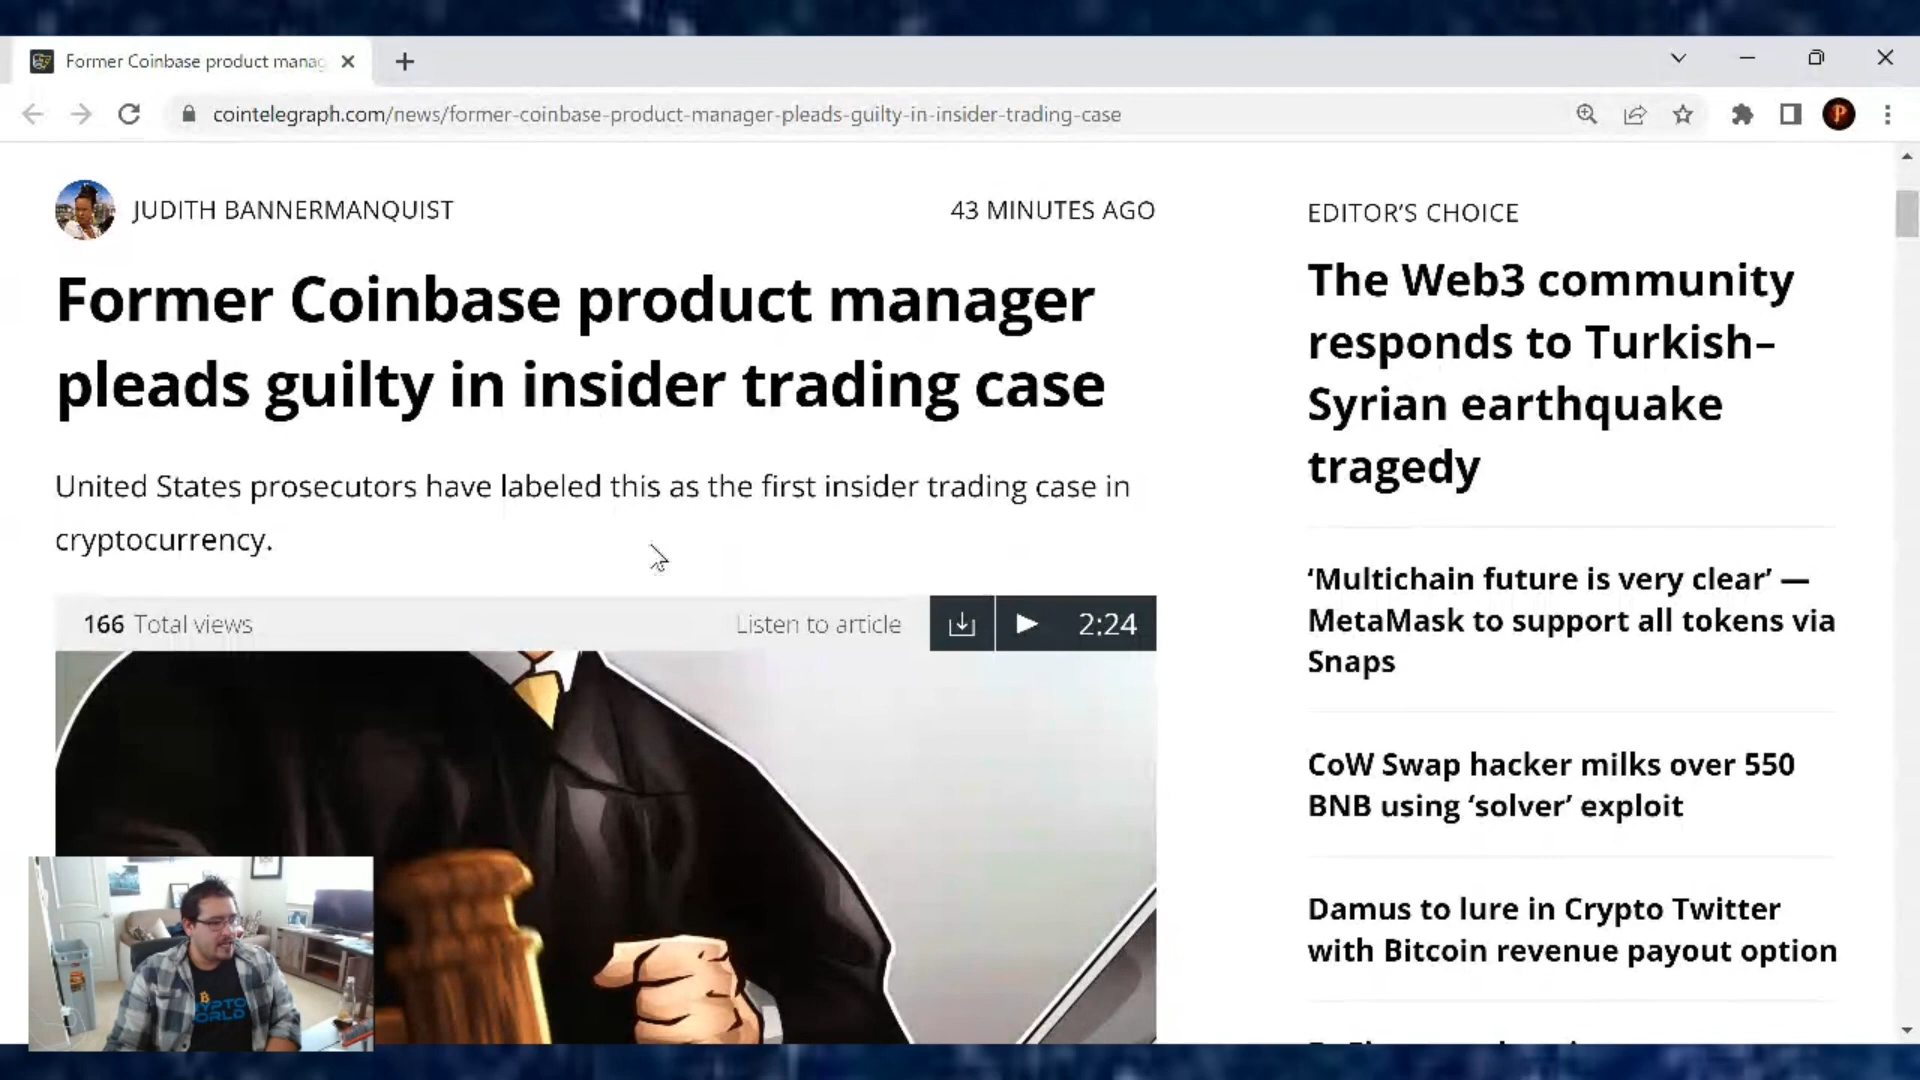 Former Coinbase product manag
cointelegraph.com/news/former-coinbase-product-manager-pleads-guilty-in-insider-trading-case
P
JUDITH BANNERMANQUIST
43 MINUTES AGO
Former Coinbase product manager
pleads guilty in insider trading case
United States prosecutors have labeled this as the first insider trading case in
cryptocurrency.
166 Total views
Listen to article
2:24
EDITOR'S CHOICE
The Web3 community
responds to Turkish–
Syrian earthquake
tragedy
‘Multichain future is very clear’ —
MetaMask to support all tokens via
Snaps
CoW Swap hacker milks over 550
BNB using ‘solver’ exploit
Damus to lure in Crypto Twitter
with Bitcoin revenue payout option
YPTO
ORLD